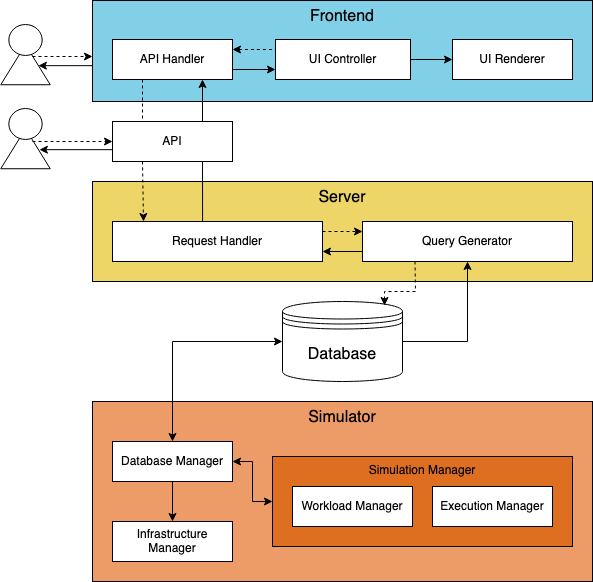 Frontend
API Handler
UI Controller
UI Renderer
API
Server
Request Handler
Query Generator
Database
Simulator
Database Manager
Simulation Manager
Workload Manager
Execution Manager
Infrastructure
Manager